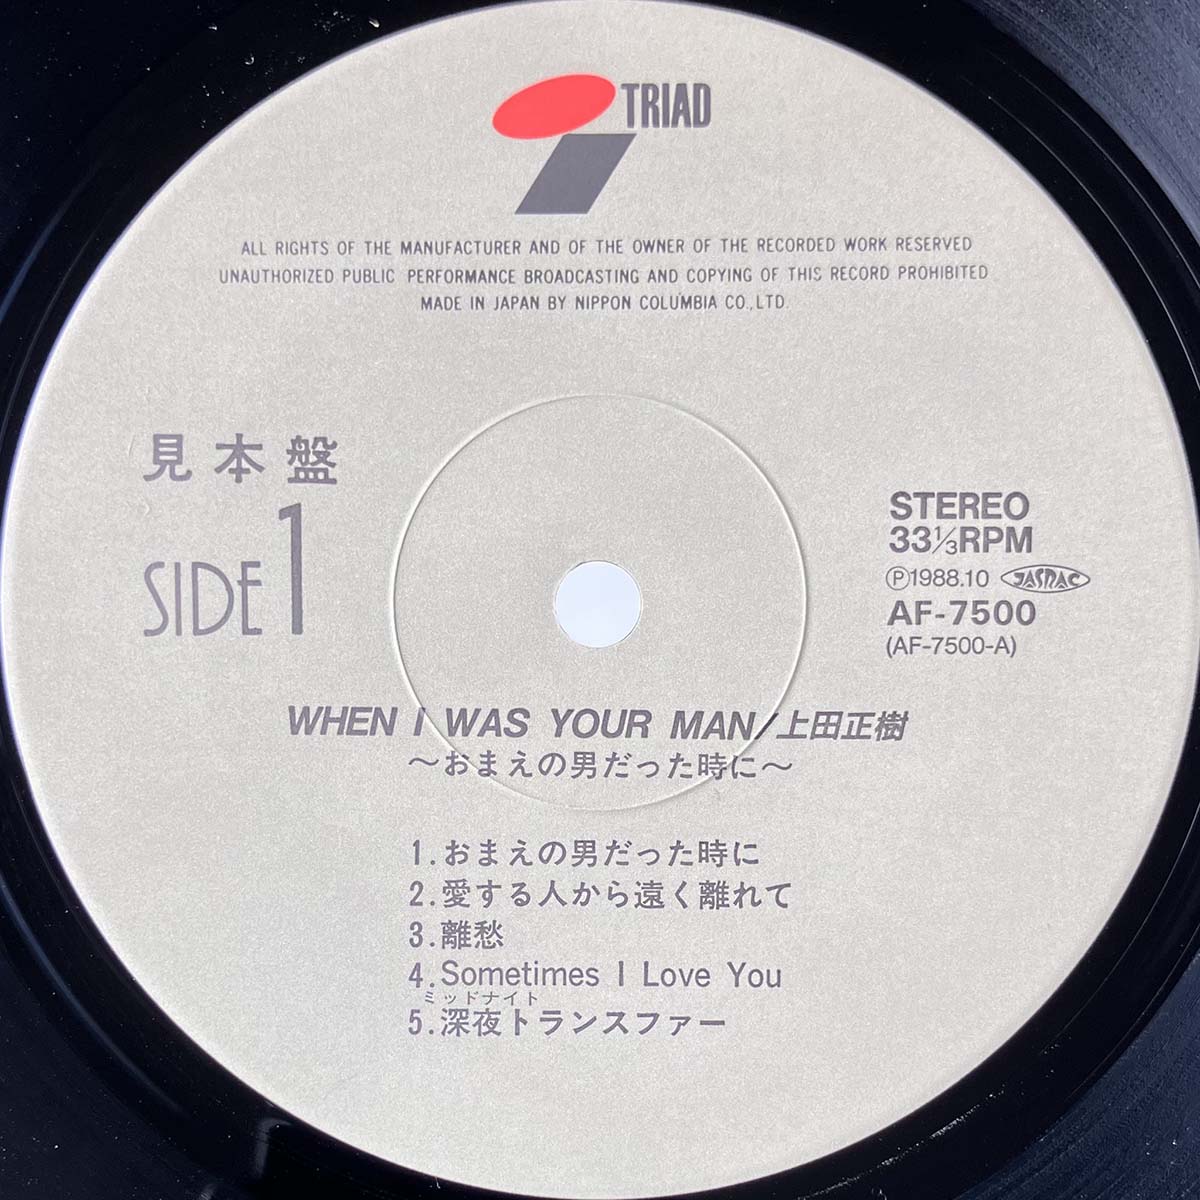 TRIAD
ALL RIGHTS OF THE MANUFACTURER AND OF THE OWNER OF THE RECORDED WORK RESERVED
UNAUTHORIZED PUBLIC PERFORMANCE BROADCASTING AND COPYING OF THIS RECORD PROHIBITED
MADE IN JAPAN BY NIPPON COLUMBIA CO.,LTD.
見本盤
SIDE 1
STEREO
33⅓RPM
Ⓟ1988.10 JASRAC
AF-7500
(AF-7500-A)
WHEN I WAS YOUR MAN/上田正樹
〜おまえの男だった時に〜
1.おまえの男だった時に
2.愛する人から遠く離れて
3.離愁
4.Sometimes I Love You
ミッドナイト
5.深夜トランスファー